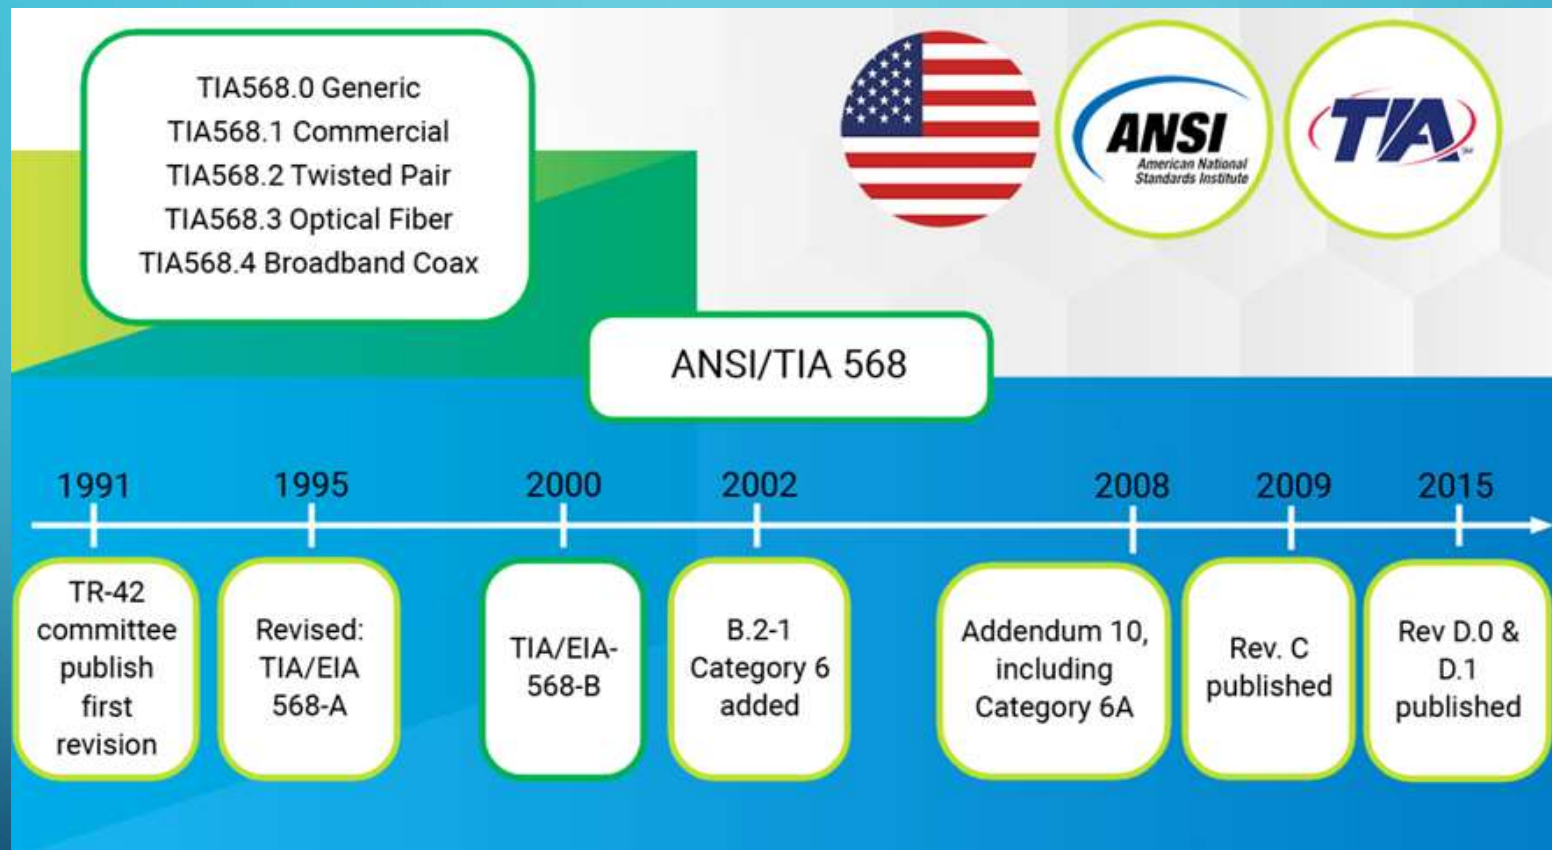 TIA568.0 Generic
TIA568.1 Commercial
TIA568.2 Twisted Pair
TIA568.3 Optical Fiber
TIA568.4 Broadband Coax
ANSI
American National
Standards Institute
TIA
SM
ANSI/TIA 568
1991
1995
2000
2002
2008
2009
2015
TR-42
committee
publish
first
revision
Revised:
TIA/EIA
568-A
TIA/EIA-
568-B
B.2-1
Category 6
added
Addendum 10,
including
Category 6A
Rev. C
published
Rev D.0 &
D.1
published